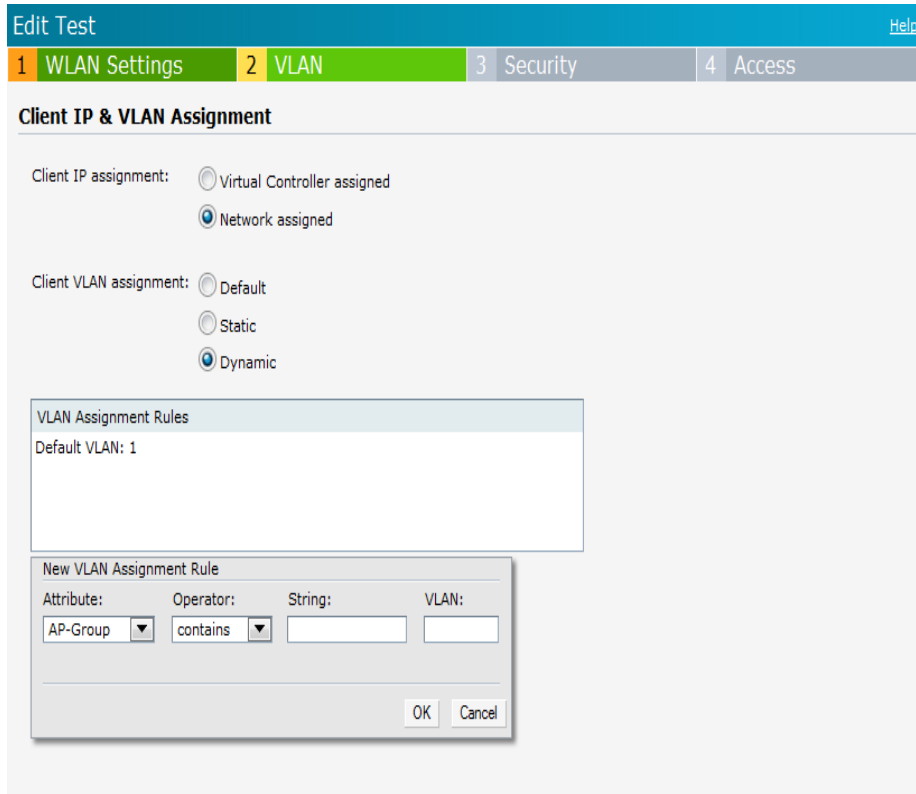 Edit Test
Help
1 WLAN Settings 2 VLAN 3 Security 4 Access
Client IP & VLAN Assignment
Client IP assignment: Virtual Controller assigned
Network assigned
Client VLAN assignment: Default
Static
Dynamic
VLAN Assignment Rules
Default VLAN: 1
New VLAN Assignment Rule
Attribute: Operator: String: VLAN:
AP-Group contains
OK Cancel